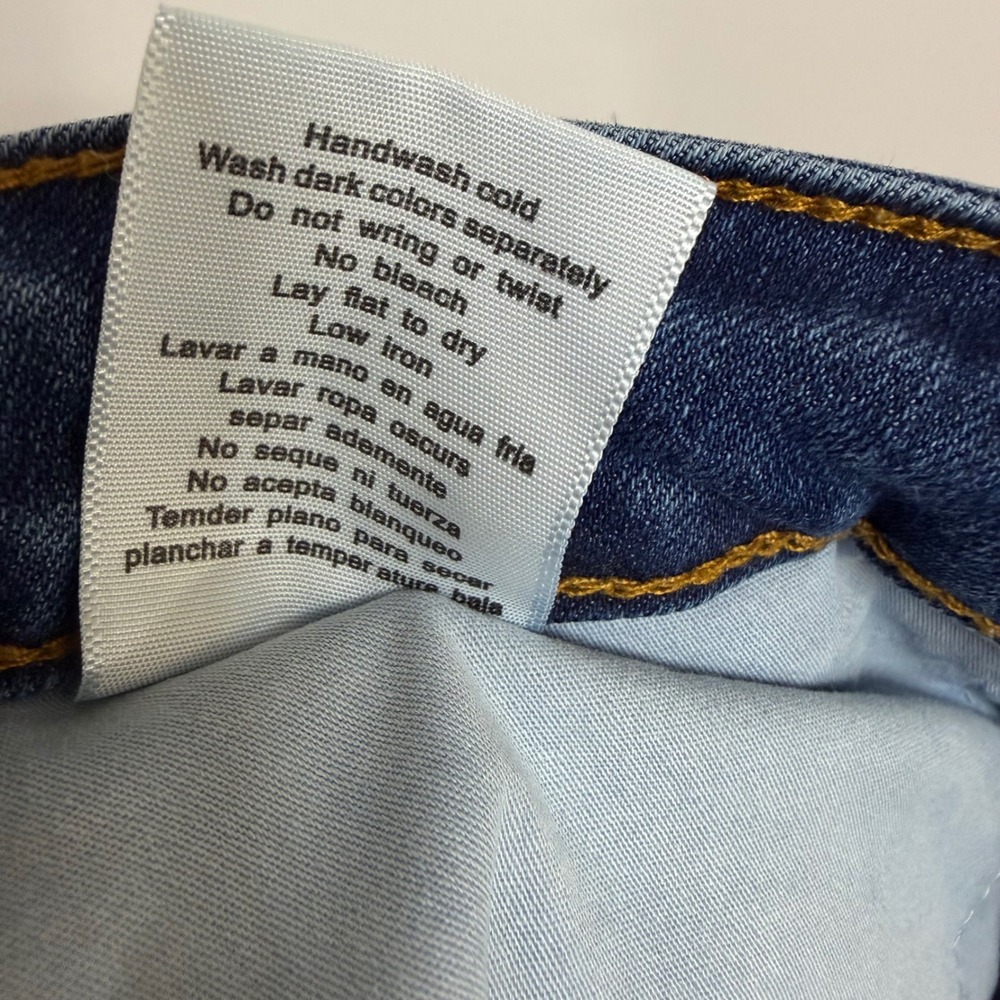 Handwash cold
Wash dark colors separately
Do not wring or twist
No bleach
Lay flat to dry
Low iron
Lavar a mano en agua fria
Lavar ropa oscurs
separ ademente
No seque ni tuerza
No acepta blanqueo
Temder plano para secar
planchar a temper ature baja